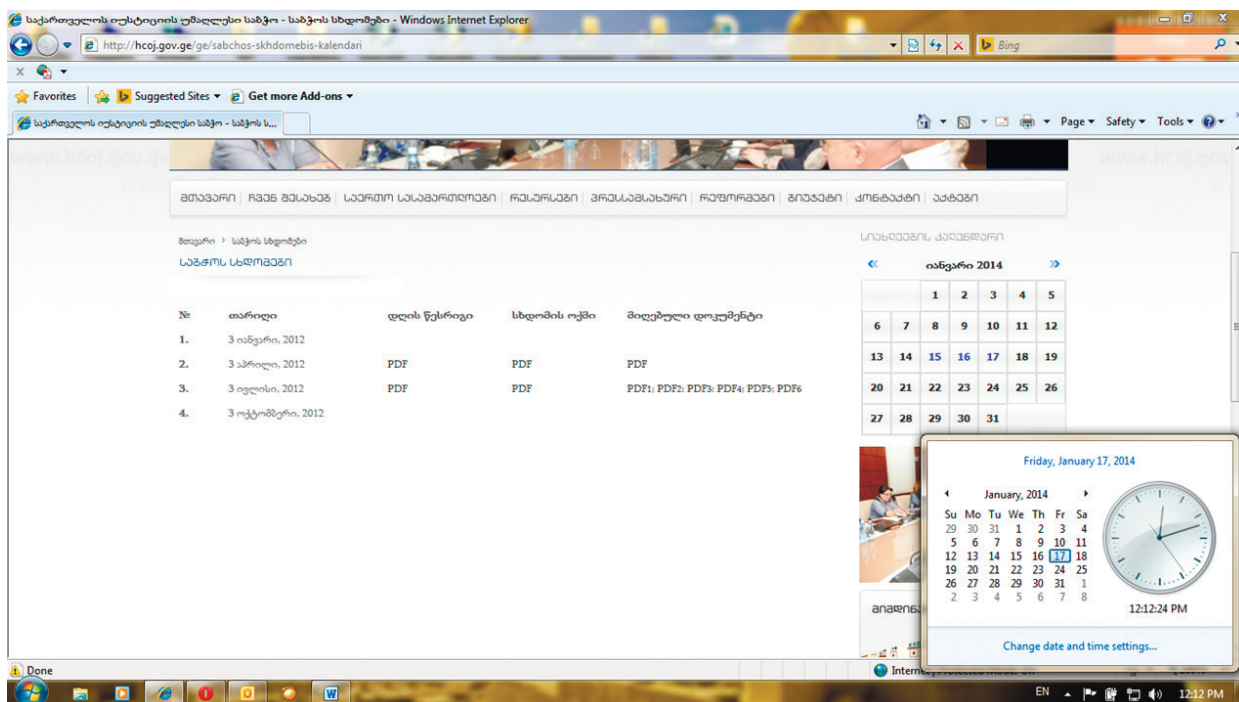 საქართველოს იუსტიციის უმაღლესი საბჭო - საბჭოს სხდომები - Windows Internet Explorer
http://hcoj.gov.ge/ge/sabchos-skhdomebis-kalendari
Bing
Favorites Suggested Sites Get more Add-ons
საქართველოს იუსტიციის უმაღლესი საბჭო - საბჭოს ს...
Page Safety Tools
www.hcoj.gov.ge
www.hcoj.gov
მთავარი ჩვენ შესახებ საერთო სასამართლოები რესურსები პრესსამსახური რეფორმები ბიუჯეტი კონტაქტი აქტები
მთავარი > საბჭოს სხდომები
საბჭოს სხდომები
№ თარიღი დღის წესრიგი სხდომის ოქმი მიღებული დოკუმენტი
1. 3 იანვარი, 2012
2. 3 აპრილი, 2012 PDF PDF PDF
3. 3 ივლისი, 2012 PDF PDF PDF1; PDF2; PDF3; PDF4; PDF5; PDF6
4. 3 ოქტომბერი, 2012
სიახლეების კალენდარი
« იანვარი 2014 »
1 2 3 4 5
6 7 8 9 10 11 12
13 14 15 16 17 18 19
20 21 22 23 24 25 26
27 28 29 30 31
Friday, January 17, 2014
January, 2014
Su Mo Tu We Th Fr Sa
29 30 31 1 2 3 4
5 6 7 8 9 10 11
12 13 14 15 16 17 18
19 20 21 22 23 24 25
26 27 28 29 30 31 1
2 3 4 5 6 7 8
12:12:24 PM
Change date and time settings...
Done
EN 12:12 PM